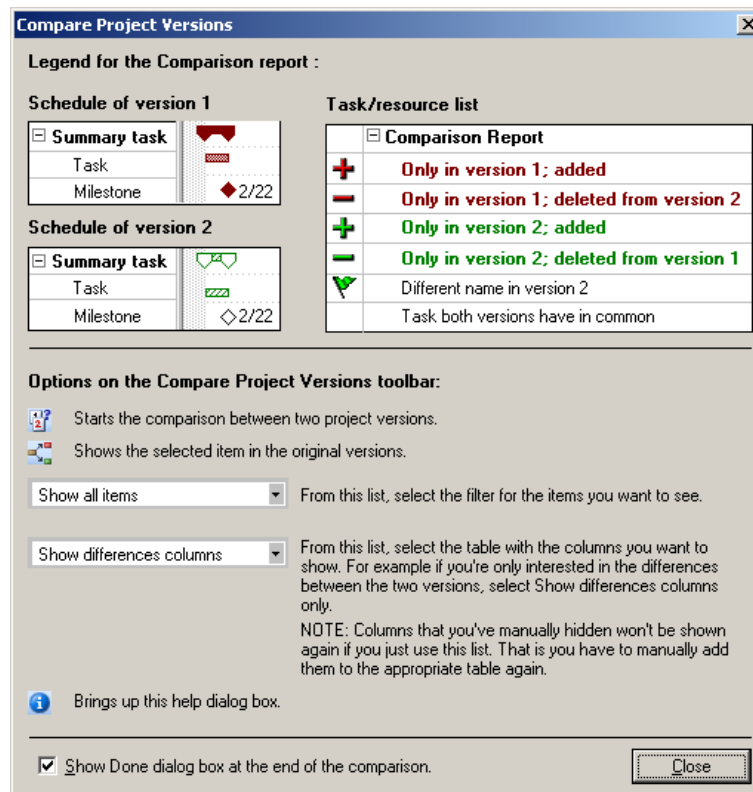 Compare Project Versions
Legend for the Comparison report :
Schedule of version 1
Summary task
Task
Milestone
2/22
Schedule of version 2
Summary task
Task
Milestone
2/22
Task/resource list
Comparison Report
Only in version 1; added
Only in version 1; deleted from version 2
Only in version 2; added
Only in version 2; deleted from version 1
Different name in version 2
Task both versions have in common
Options on the Compare Project Versions toolbar:
Starts the comparison between two project versions.
Shows the selected item in the original versions.
Show all items
From this list, select the filter for the items you want to see.
Show differences columns
From this list, select the table with the columns you want to
show. For example if you're only interested in the differences
between the two versions, select Show differences columns
only.
NOTE: Columns that you've manually hidden won't be shown
again if you just use this list. That is you have to manually add
them to the appropriate table again.
Brings up this help dialog box.
Show Done dialog box at the end of the comparison.
Close